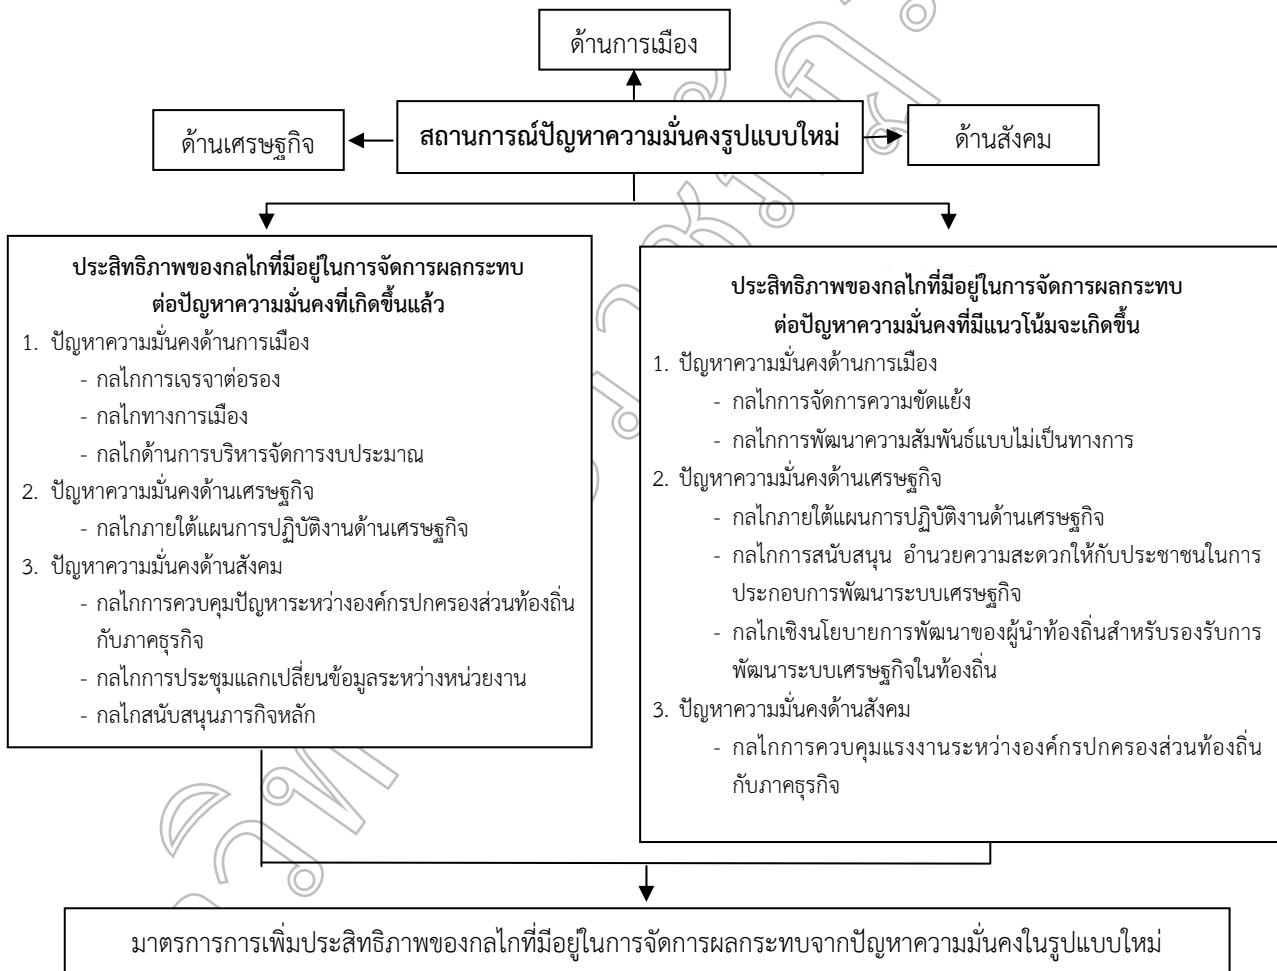 ด้านการเมือง
ด้านเศรษฐกิจ
สถานการณ์ปัญหาความมั่นคงรูปแบบใหม่
ด้านสังคม
ประสิทธิภาพของกลไกที่มีอยู่ในการจัดการผลกระทบ
ต่อปัญหาความมั่นคงที่เกิดขึ้นแล้ว
1. ปัญหาความมั่นคงด้านการเมือง
- กลไกการเจรจาต่อรอง
- กลไกทางการเมือง
- กลไกด้านการบริหารจัดการงบประมาณ
2. ปัญหาความมั่นคงด้านเศรษฐกิจ
- กลไกภายใต้แผนการปฏิบัติงานด้านเศรษฐกิจ
3. ปัญหาความมั่นคงด้านสังคม
- กลไกการควบคุมปัญหาระหว่างองค์กรปกครองส่วนท้องถิ่น
กับภาคธุรกิจ
- กลไกการประชุมแลกเปลี่ยนข้อมูลระหว่างหน่วยงาน
- กลไกสนับสนุนภารกิจหลัก
ประสิทธิภาพของกลไกที่มีอยู่ในการจัดการผลกระทบ
ต่อปัญหาความมั่นคงที่มีแนวโน้มจะเกิดขึ้น
1. ปัญหาความมั่นคงด้านการเมือง
- กลไกการจัดการความขัดแย้ง
- กลไกการพัฒนาความสัมพันธ์แบบไม่เป็นทางการ
2. ปัญหาความมั่นคงด้านเศรษฐกิจ
- กลไกภายใต้แผนการปฏิบัติงานด้านเศรษฐกิจ
- กลไกการสนับสนุน อำนวยความสะดวกให้กับประชาชนในการ
ประกอบการพัฒนาระบบเศรษฐกิจ
- กลไกเชิงนโยบายการพัฒนาของผู้นำท้องถิ่นสำหรับรองรับการ
พัฒนาระบบเศรษฐกิจในท้องถิ่น
3. ปัญหาความมั่นคงด้านสังคม
- กลไกการควบคุมแรงงานระหว่างองค์กรปกครองส่วนท้องถิ่น
กับภาคธุรกิจ
มาตรการการเพิ่มประสิทธิภาพของกลไกที่มีอยู่ในการจัดการผลกระทบจากปัญหาความมั่นคงในรูปแบบใหม่